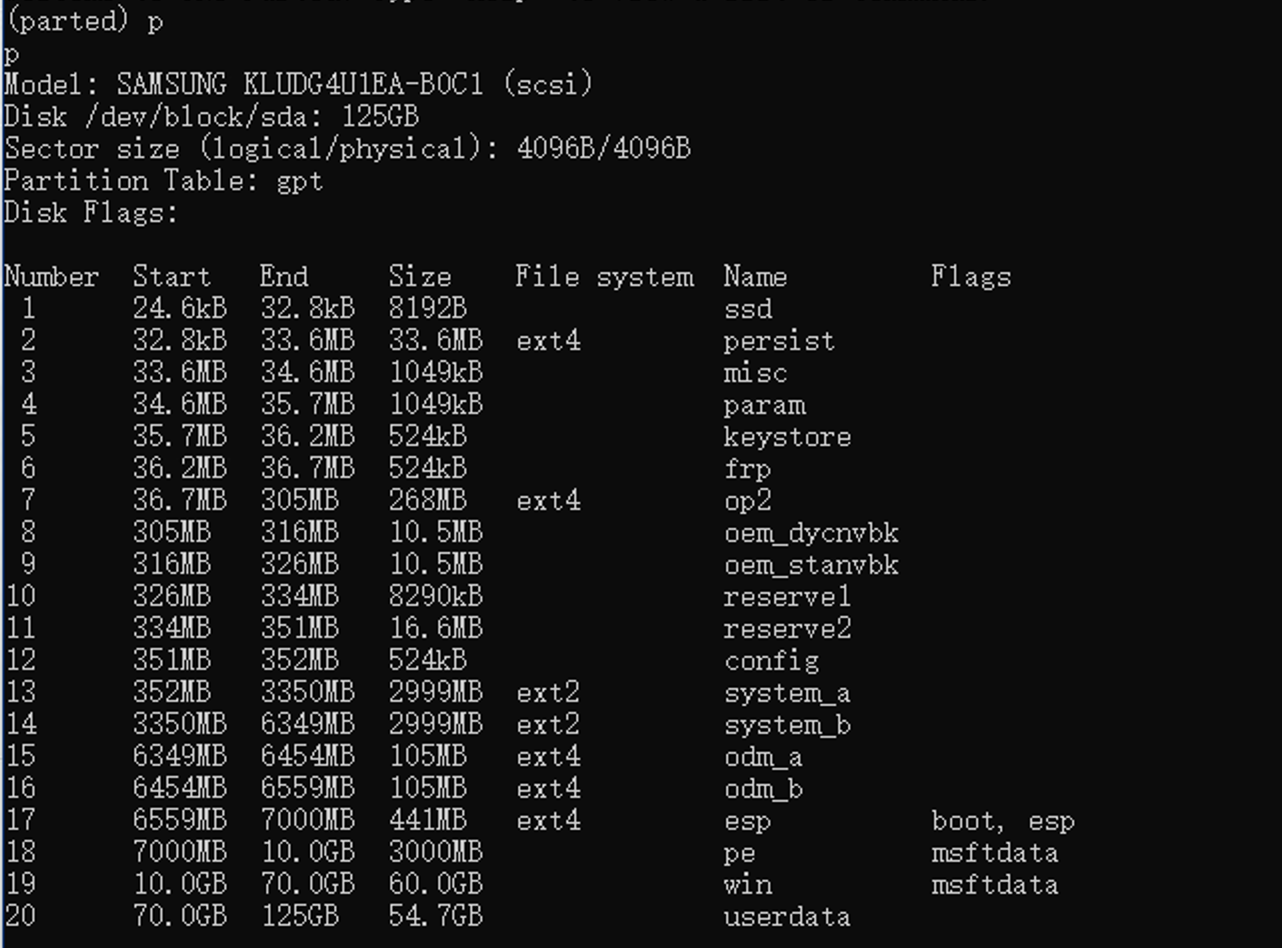 (parted) p
p
Model: SAMSUNG KLUDG4U1EA-B0C1 (scsi)
Disk /dev/block/sda: 125GB
Sector size (logical/physical): 4096B/4096B
Partition Table: gpt
Disk Flags:
Number Start End Size File system Name Flags
1 24.6kB 32.8kB 8192B ssd
2 32.8kB 33.6MB 33.6MB ext4 persist
3 33.6MB 34.6MB 1049kB misc
4 34.6MB 35.7MB 1049kB param
5 35.7MB 36.2MB 524kB keystore
6 36.2MB 36.7MB 524kB frp
7 36.7MB 305MB 268MB ext4 op2
8 305MB 316MB 10.5MB oem_dycnvbk
9 316MB 326MB 10.5MB oem_stanvbk
10 326MB 334MB 8290kB reserve1
11 334MB 351MB 16.6MB reserve2
12 351MB 352MB 524kB config
13 352MB 3350MB 2999MB ext2 system_a
14 3350MB 6349MB 2999MB ext2 system_b
15 6349MB 6454MB 105MB ext4 odm_a
16 6454MB 6559MB 105MB ext4 odm_b
17 6559MB 7000MB 441MB ext4 esp boot, esp
18 7000MB 10.0GB 3000MB pe msftdata
19 10.0GB 70.0GB 60.0GB win msftdata
20 70.0GB 125GB 54.7GB userdata